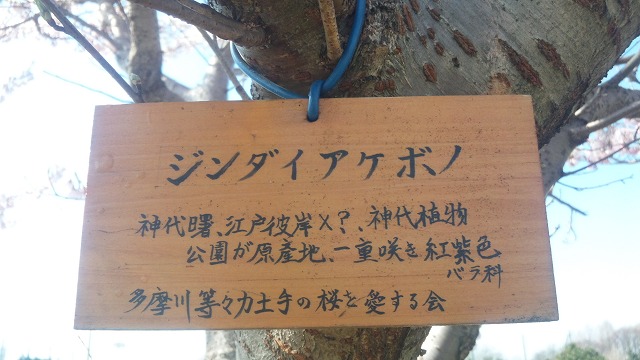 ジンダイアケボノ
神代曙、江戸彼岸×?、神代植物
公園が原産地、一重咲き紅紫色
バラ科
多摩川等々力土手の桜を愛する会